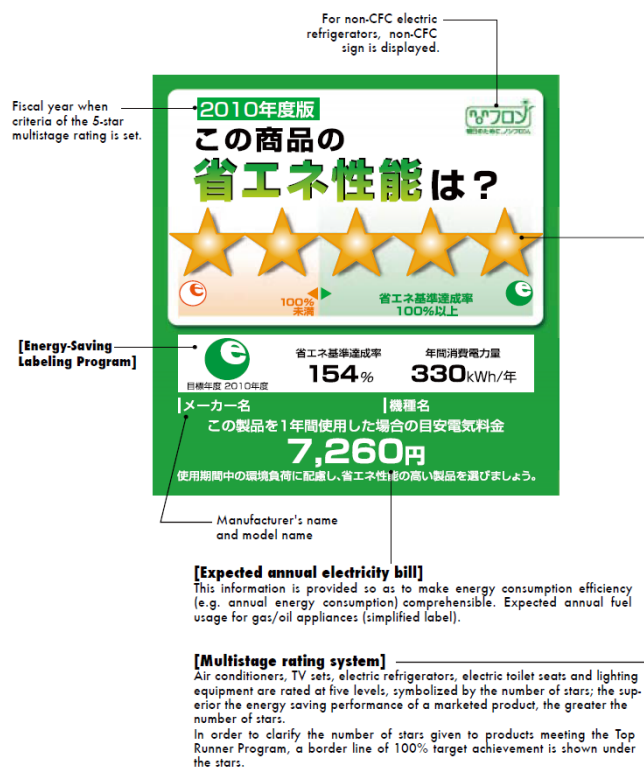 For non-CFC electric
refrigerators, non-CFC
sign is displayed.
Fiscal year when
criteria of the 5-star
multistage rating is set.
2010年度版
ノンフロン
この商品の
省エネ性能は？
100%
未満
省エネ基準達成率
100%以上
[Energy-Saving
Labeling Program]
e
目標年度 2010年度
省エネ基準達成率
154%
年間消費電力量
330kWh/年
メーカー名
機種名
この製品を1年間使用した場合の目安電気料金
7,260円
使用期間中の環境負荷に配慮し、省エネ性能の高い製品を選びましょう。
Manufacturer's name
and model name
[Expected annual electricity bill]
This information is provided so as to make energy consumption efficiency
(e.g. annual energy consumption) comprehensible. Expected annual fuel
usage for gas/oil appliances (simplified label).
[Multistage rating system]
Air conditioners, TV sets, electric refrigerators, electric toilet seats and lighting
equipment are rated at five levels, symbolized by the number of stars; the sup-
erior the energy saving performance of a marketed product, the greater the
number of stars.
In order to clarify the number of stars given to products meeting the Top
Runner Program, a border line of 100% target achievement is shown under
the stars.